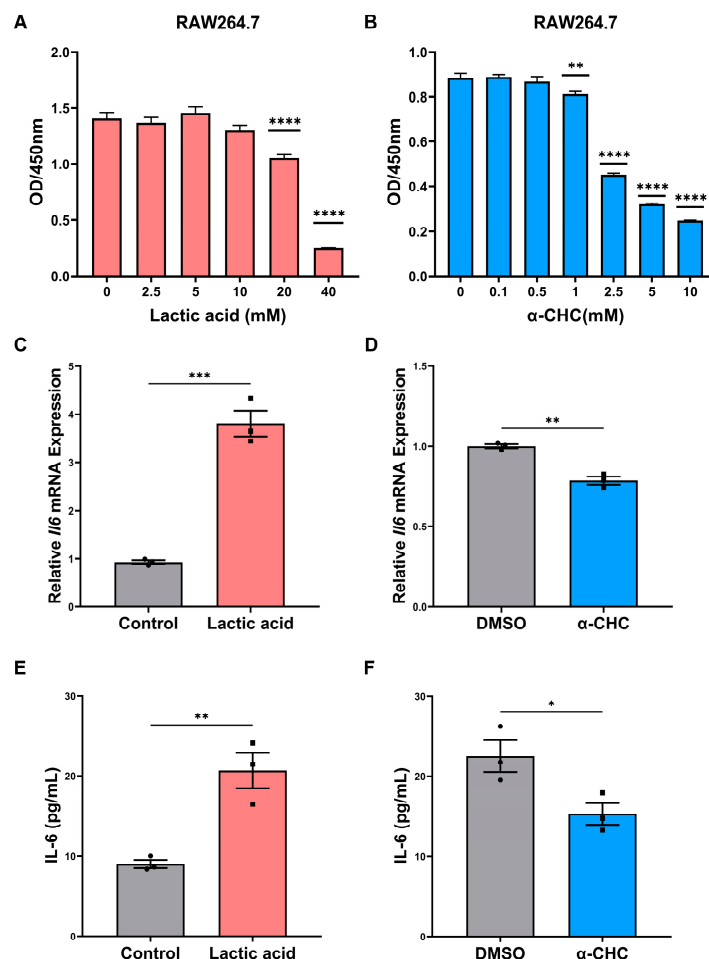 A
RAW264.7
OD/450nm
2.0
1.5
1.0
0.5
0.0
****
****
0 2.5 5 10 20 40
Lactic acid (mM)
B
RAW264.7
OD/450nm
1.0
0.8
0.6
0.4
0.2
0.0
**
****
****
****
0 0.1 0.5 1 2.5 5 10
α-CHC(mM)
C
Relative Il6 mRNA Expression
5
4
3
2
1
0
***
Control Lactic acid
D
Relative Il6 mRNA Expression
1.5
1.0
0.5
0.0
**
DMSO α-CHC
E
IL-6 (pg/mL)
30
20
10
0
**
Control Lactic acid
F
IL-6 (pg/mL)
30
20
10
0
*
DMSO α-CHC